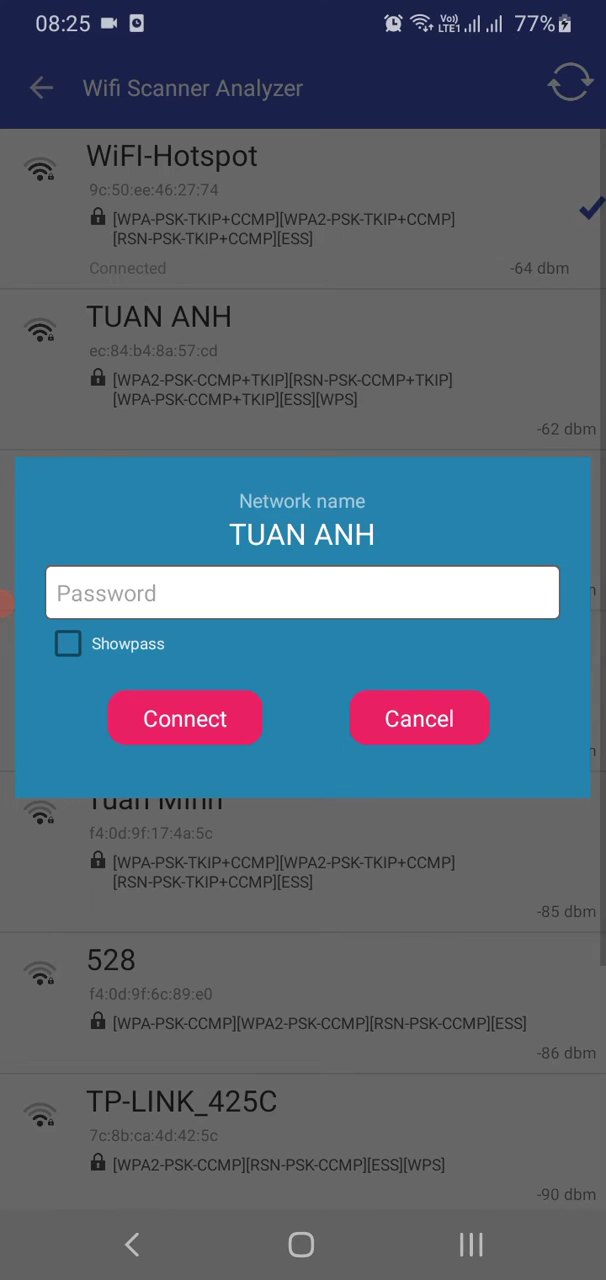 08:25 Vo)) LTE1 77%
Wifi Scanner Analyzer
WiFI-Hotspot
9c:50:ee:46:27:74
[WPA-PSK-TKIP+CCMP][WPA2-PSK-TKIP+CCMP]
[RSN-PSK-TKIP+CCMP][ESS]
Connected -64 dbm
TUAN ANH
ec:84:b4:8a:57:cd
[WPA2-PSK-CCMP+TKIP][RSN-PSK-CCMP+TKIP]
[WPA-PSK-CCMP+TKIP][ESS][WPS]
-62 dbm
Network name
TUAN ANH
Password
Showpass
Connect Cancel
Tuan Minh
f4:0d:9f:17:4a:5c
[WPA-PSK-TKIP+CCMP][WPA2-PSK-TKIP+CCMP]
[RSN-PSK-TKIP+CCMP][ESS]
-85 dbm
528
f4:0d:9f:6c:89:e0
[WPA-PSK-CCMP][WPA2-PSK-CCMP][RSN-PSK-CCMP][ESS]
-86 dbm
TP-LINK_425C
7c:8b:ca:4d:42:5c
[WPA2-PSK-CCMP][RSN-PSK-CCMP][ESS][WPS]
-90 dbm